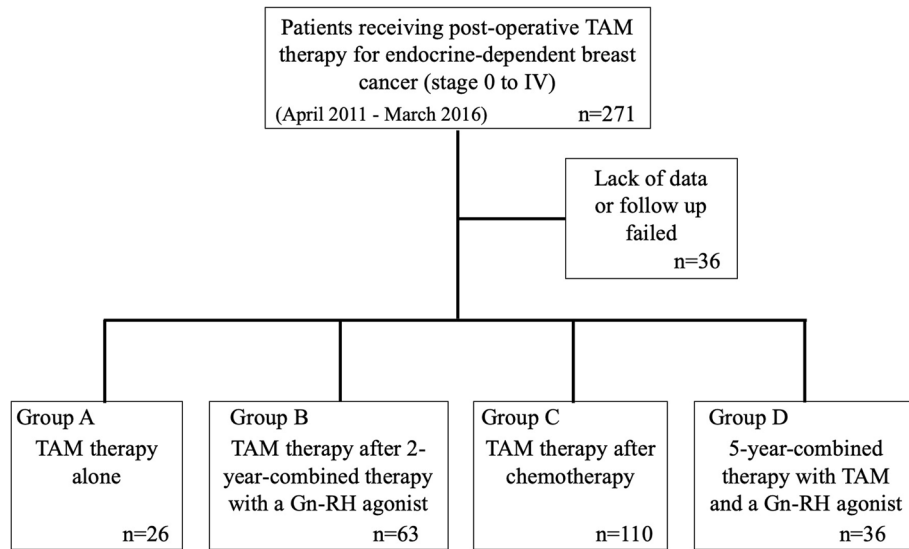 Patients receiving post-operative TAM
therapy for endocrine-dependent breast
cancer (stage 0 to IV)
(April 2011 - March 2016) n=271
Lack of data
or follow up
failed
n=36
Group A
TAM therapy
alone
n=26
Group B
TAM therapy after 2-
year-combined therapy
with a Gn-RH agonist
n=63
Group C
TAM therapy after
chemotherapy
n=110
Group D
5-year-combined
therapy with TAM
and a Gn-RH agonist
n=36